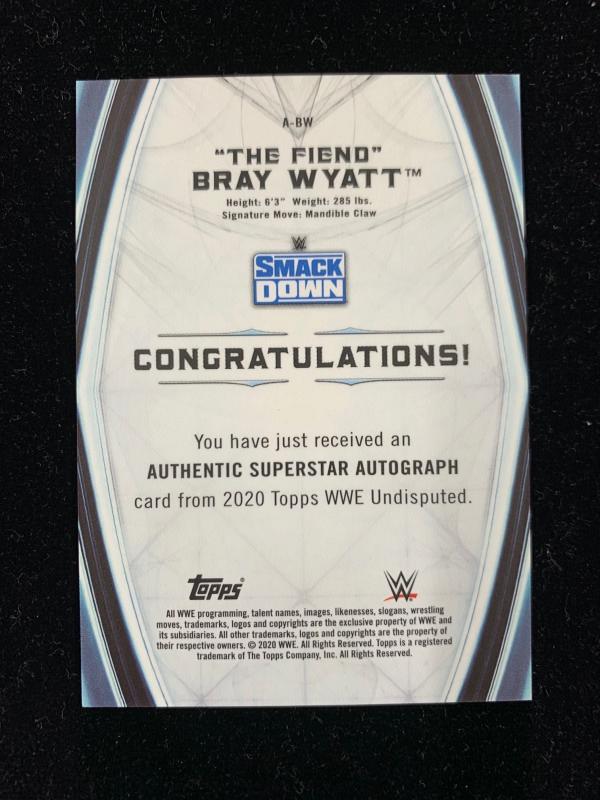 A-BW
"THE FIEND"
BRAY WYATT™
Height: 6'3" Weight: 285 lbs.
Signature Move: Mandible Claw
W
SMACK
DOWN
CONGRATULATIONS!
You have just received an
AUTHENTIC SUPERSTAR AUTOGRAPH
card from 2020 Topps WWE Undisputed.
topps® W
All WWE programming, talent names, images, likenesses, slogans, wrestling
moves, trademarks, logos and copyrights are the exclusive property of WWE and
its subsidiaries. All other trademarks, logos and copyrights are the property of
their respective owners. © 2020 WWE. All Rights Reserved. Topps is a registered
trademark of The Topps Company, Inc. All Rights Reserved.